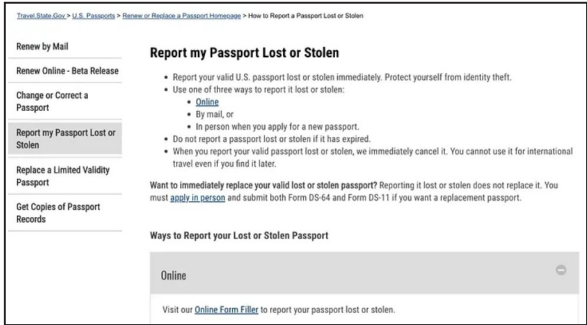 Travel.State.Gov > U.S. Passports > Renew or Replace a Passport Homepage > How to Report a Passport Lost or Stolen
Renew by Mail
Renew Online - Beta Release
Change or Correct a
Passport
Report my Passport Lost or
Stolen
Replace a Limited Validity
Passport
Get Copies of Passport
Records
Report my Passport Lost or Stolen
• Report your valid U.S. passport lost or stolen immediately. Protect yourself from identity theft.
• Use one of three ways to report it lost or stolen:
• Online
• By mail, or
• In person when you apply for a new passport.
• Do not report a passport lost or stolen if it has expired.
• When you report your valid passport lost or stolen, we immediately cancel it. You cannot use it for international
travel even if you find it later.
Want to immediately replace your valid lost or stolen passport? Reporting it lost or stolen does not replace it. You
must apply in person and submit both Form DS-64 and Form DS-11 if you want a replacement passport.
Ways to Report your Lost or Stolen Passport
Online
Visit our Online Form Filler to report your passport lost or stolen.